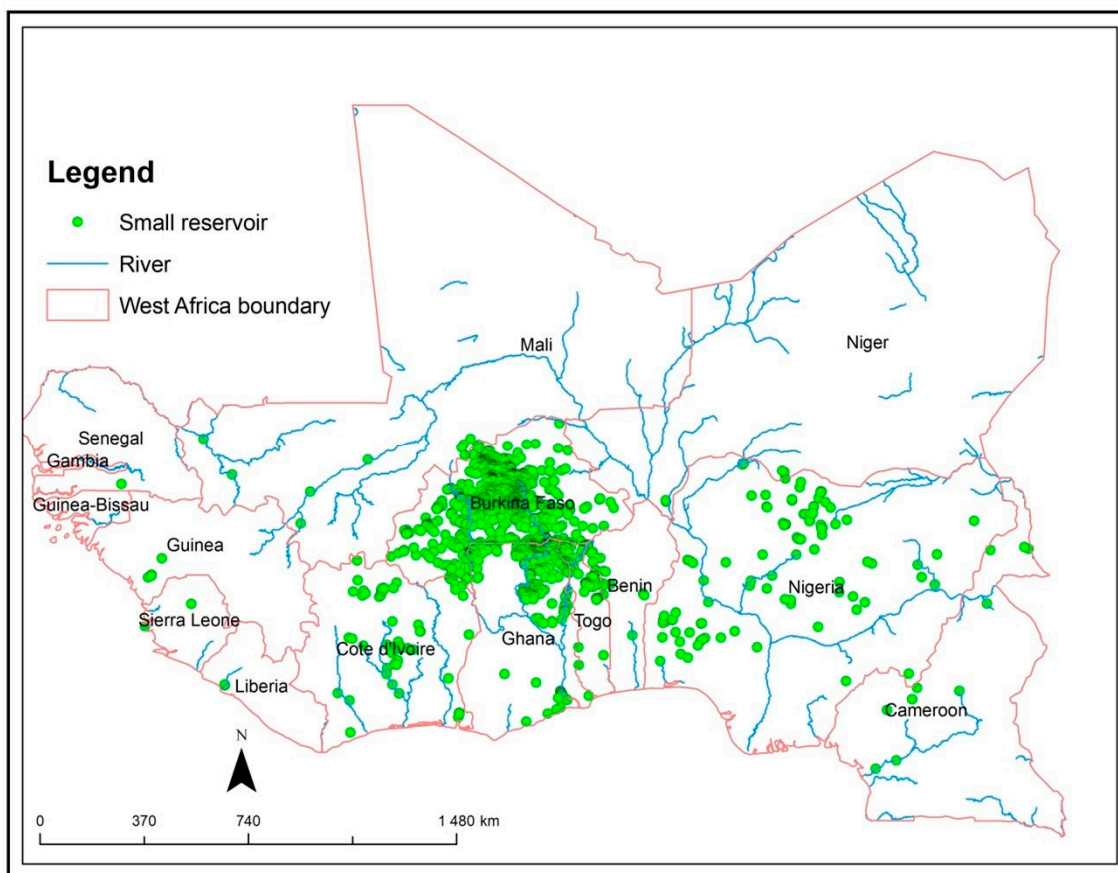 Legend
Small reservoir
River
West Africa boundary
Mali
Niger
Senegal
Gambia
Guinea-Bissau
Burkina Faso
Guinea
Benin
Nigeria
Sierra Leone
Togo
Ghana
Cote d'Ivoire
Liberia
Cameroon
N
0 370 740 1 480 km